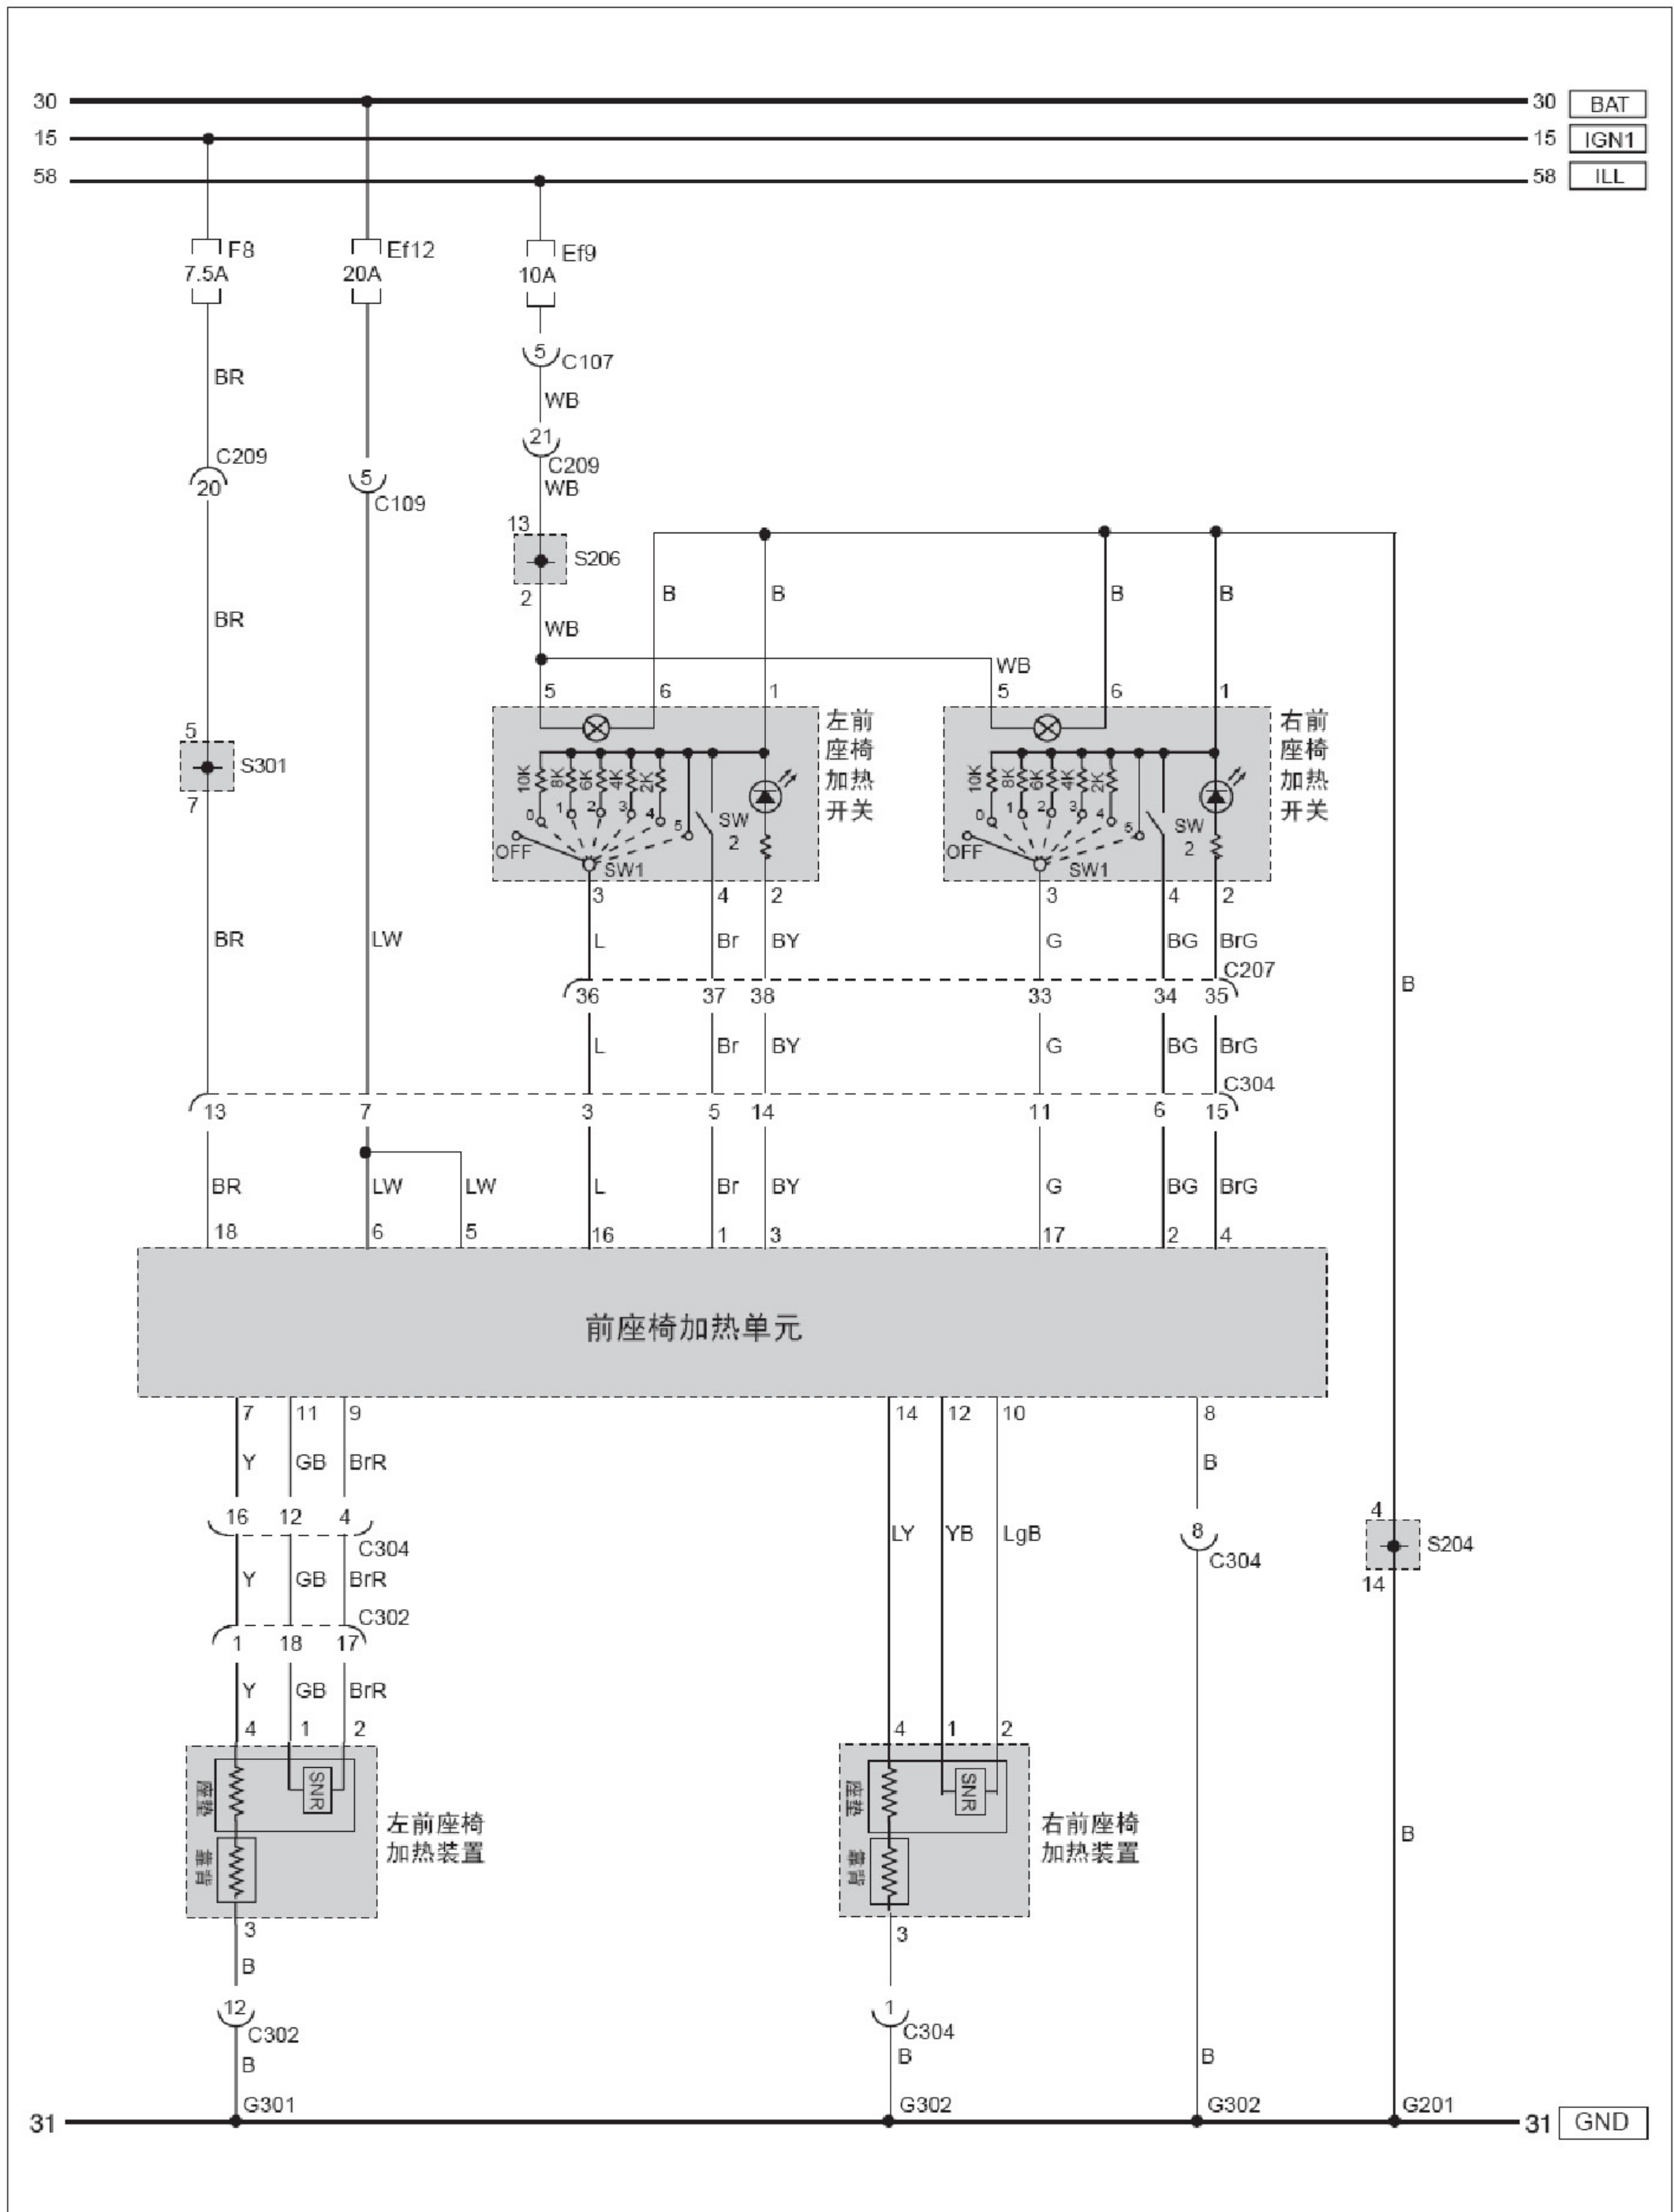 30 30 BAT
15 15 IGN1
58 58 ILL
F8 Ef12 Ef9
7.5A 20A 10A
5 C107
BR WB
21
C209 C209
20 5 WB
C109
13
S206
2
B B B B
BR WB
WB
5 6 1 5 6 1
左前 右前
座椅 座椅
加热 加热
开关 开关
5
S301
7
10K 8K 6K 4K 2K 10K 8K 6K 4K 2K
0 1 2 3 4 5 SW 2 0 1 2 3 4 5 SW 2
OFF SW1 OFF SW1
3 4 2 3 4 2
BR LW L Br BY G BG BrG
C207
36 37 38 33 34 35
B
L Br BY G BG BrG
C304
13 7 3 5 14 11 6 15
BR LW LW L Br BY G BG BrG
18 6 5 16 1 3 17 2 4
前座椅加热单元
7 11 9 14 12 10 8
Y GB BrR B
16 12 4 LY YB LgB 8 4
C304 C304 S204
Y GB BrR 14
C302
1 18 17
Y GB BrR
4 1 2 4 1 2
座垫 SNR 座垫 SNR
左前座椅 右前座椅
加热装置 加热装置
靠背 靠背
B
3 3
B
12 1
C302 C304
B B B
G301 G302 G302 G201
31 31 GND